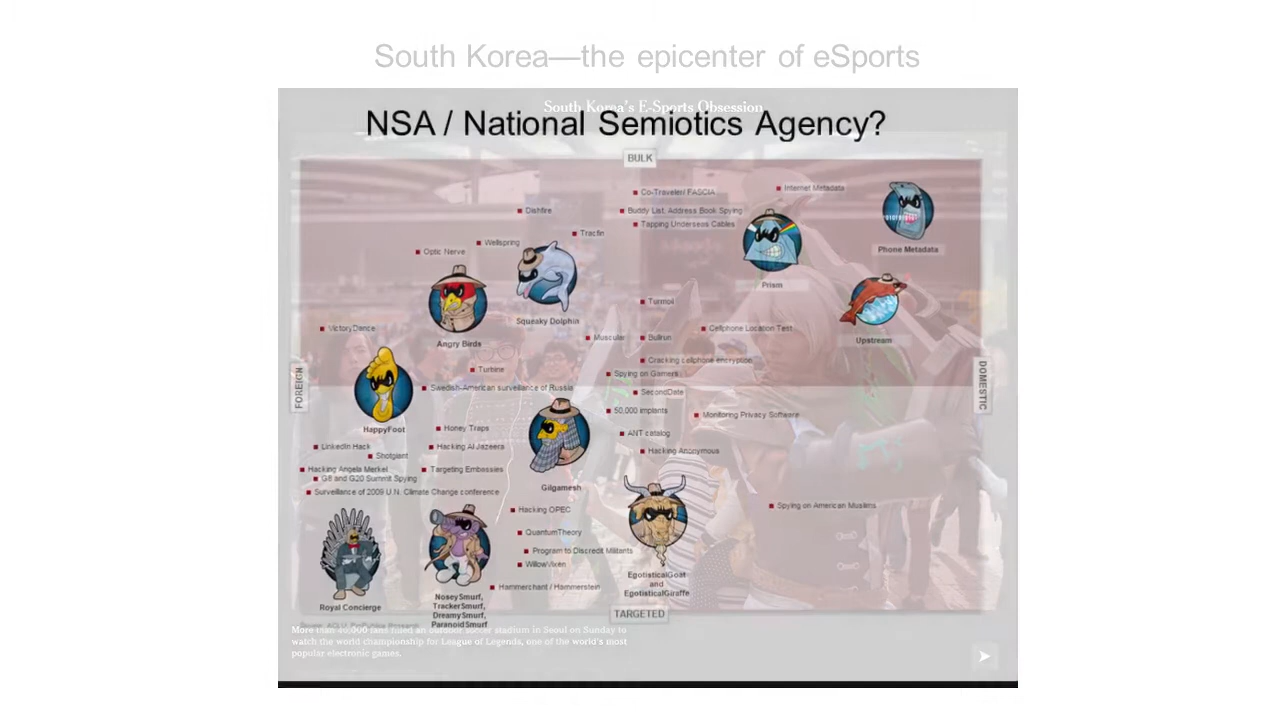 South Korea—the epicenter of eSports
South Korea's E-Sports Obsession
NSA / National Semiotics Agency?
BULK
Co-Traveler/ FASCIA
Internet Metadata
Dishfire
Buddy List, Address Book Spying
Tapping Underseas Cables
Tracfin
Wellspring
Optic Nerve
Phone Metadata
Prism
Turmoil
Squeaky Dolphin
VictoryDance
Muscular
Bullrun
Cellphone Location Test
Angry Birds
Upstream
Cracking cellphone encryption
Turbine
Spying on Gamers
FOREIGN
DOMESTIC
Swedish-American surveillance of Russia
SecondDate
50,000 implants
Monitoring Privacy Software
HappyFoot
Honey Traps
ANT catalog
LinkedIn Hack
Hacking Al Jazeera
Hacking Anonymous
Shotgiant
Hacking Angela Merkel
Targeting Embassies
G8 and G20 Summit Spying
Gilgamesh
Surveillance of 2009 U.N. Climate Change conference
Spying on American Muslims
Hacking OPEC
QuantumTheory
Program to Discredit Militants
WillowVixen
EgotisticalGoat
and
EgotisticalGiraffe
Hammerchant / Hammerstein
Royal Concierge
Nosey Smurf,
TrackerSmurf,
Dreamy Smurf,
Paranoid Smurf
TARGETED
More than 40,000 fans filled an outdoor soccer stadium in Seoul on Sunday to
watch the world championship for League of Legends, one of the world's most
popular electronic games.